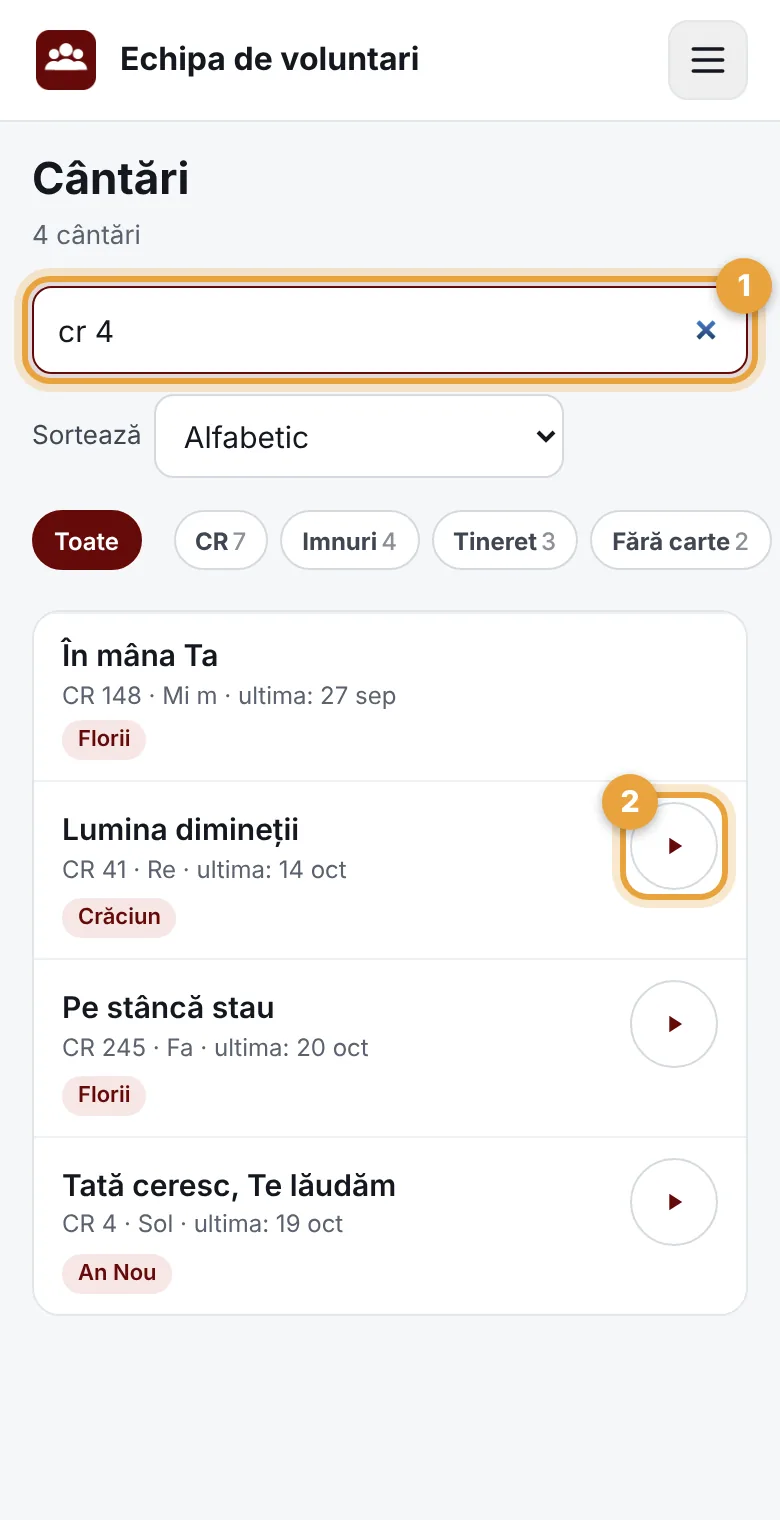 Echipa de voluntari
Cântări
4 cântări
1
cr 4
Sortează Alfabetic
Toate CR 7 Imnuri 4 Tineret 3 Fără carte 2
În mâna Ta
CR 148 · Mi m · ultima: 27 sep
Florii
2
Lumina dimineții
CR 41 · Re · ultima: 14 oct
Crăciun
Pe stâncă stau
CR 245 · Fa · ultima: 20 oct
Florii
Tată ceresc, Te lăudăm
CR 4 · Sol · ultima: 19 oct
An Nou